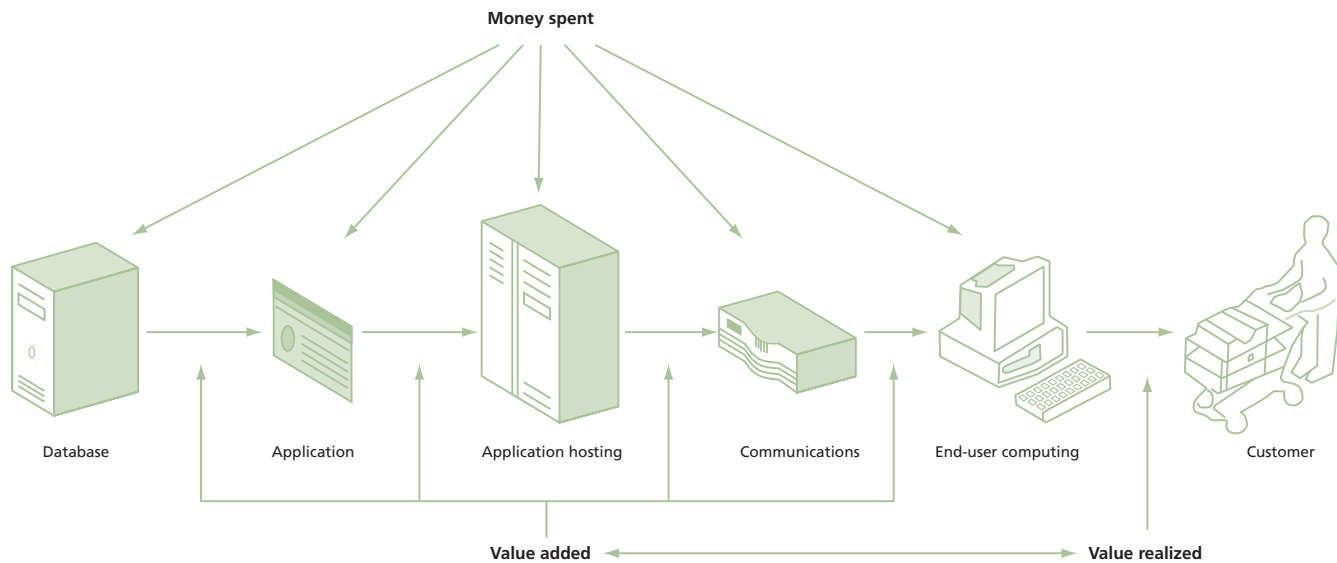 Money spent
Database
Application
Application hosting
Communications
End-user computing
Customer
Value added
Value realized